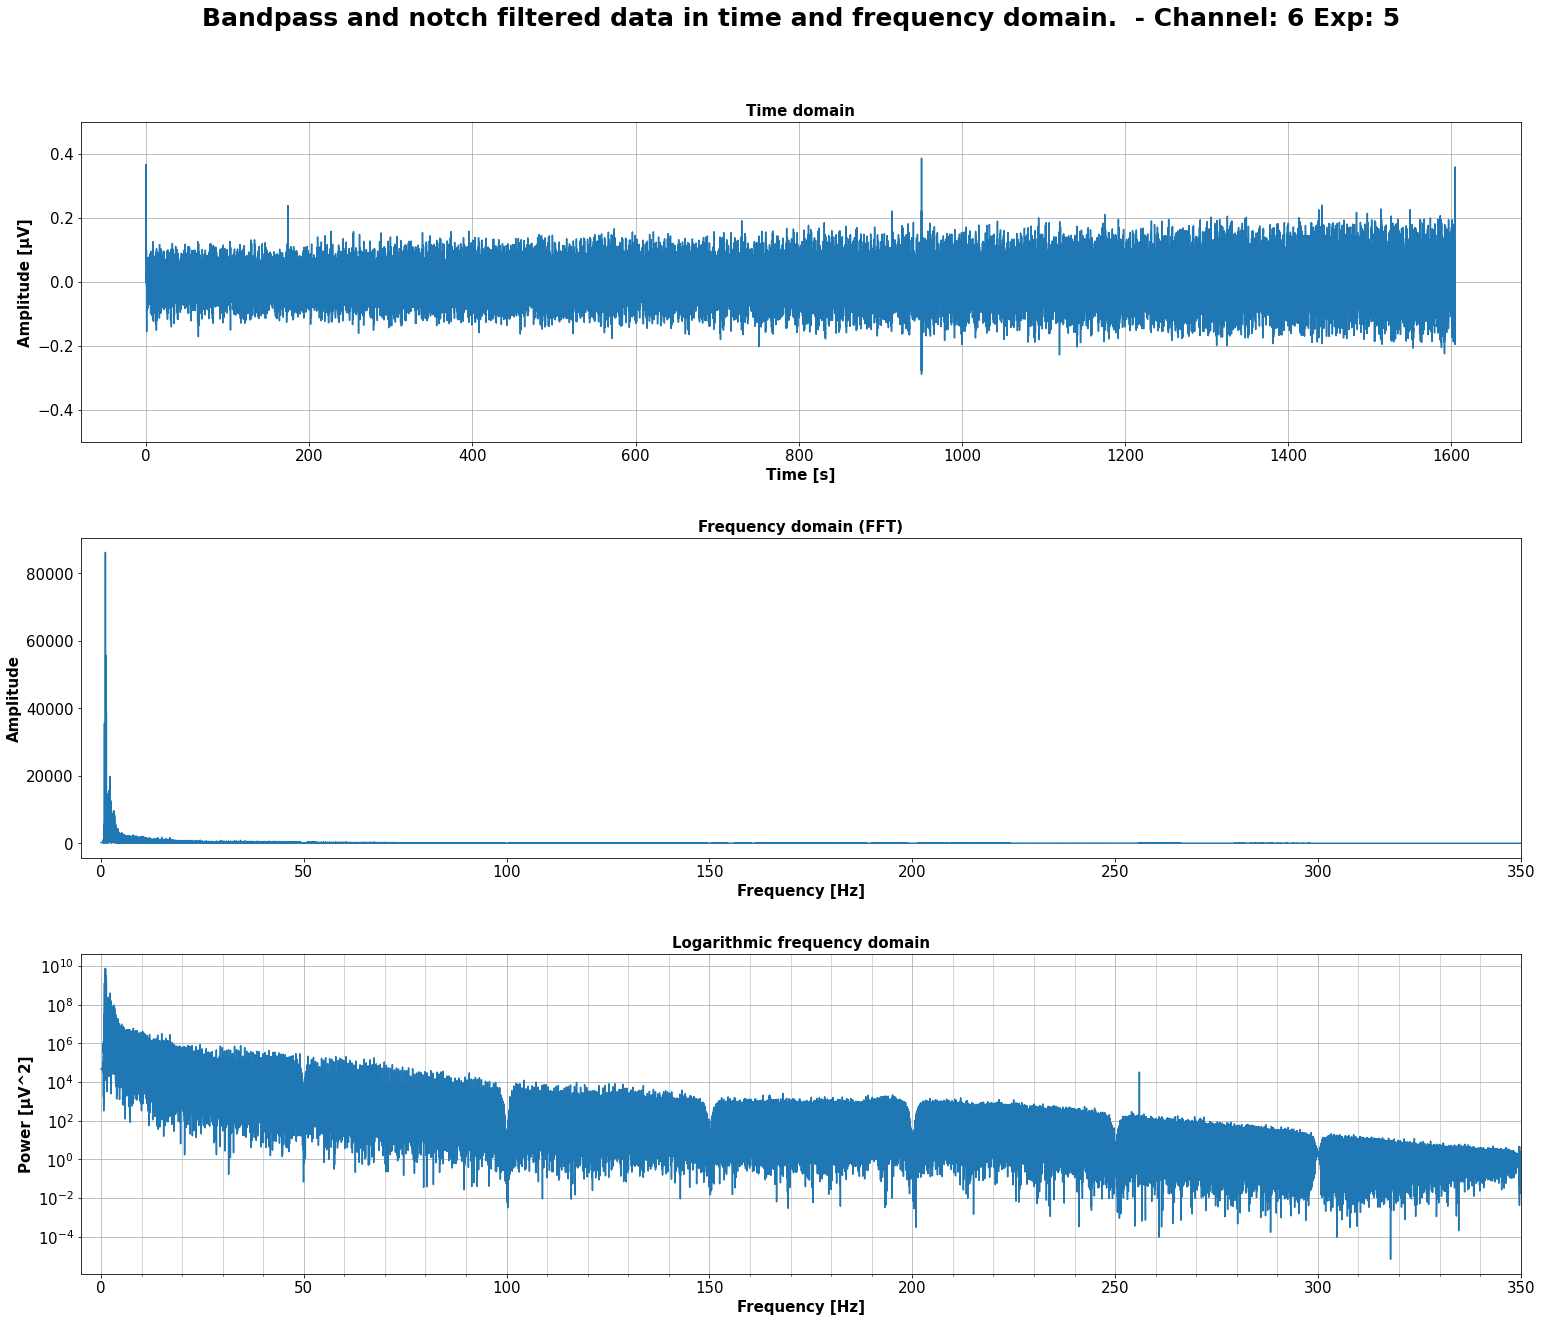 Bandpass and notch filtered data in time and frequency domain.  - Channel: 6 Exp: 5
Time domain
Amplitude [µV]
0.4
0.2
0.0
−0.2
−0.4
0 200 400 600 800 1000 1200 1400 1600
Time [s]
Frequency domain (FFT)
Amplitude
80000
60000
40000
20000
0
0 50 100 150 200 250 300 350
Frequency [Hz]
Logarithmic frequency domain
Power [µV^2]
10^10
10^8
10^6
10^4
10^2
10^0
10^−2
10^−4
0 50 100 150 200 250 300 350
Frequency [Hz]